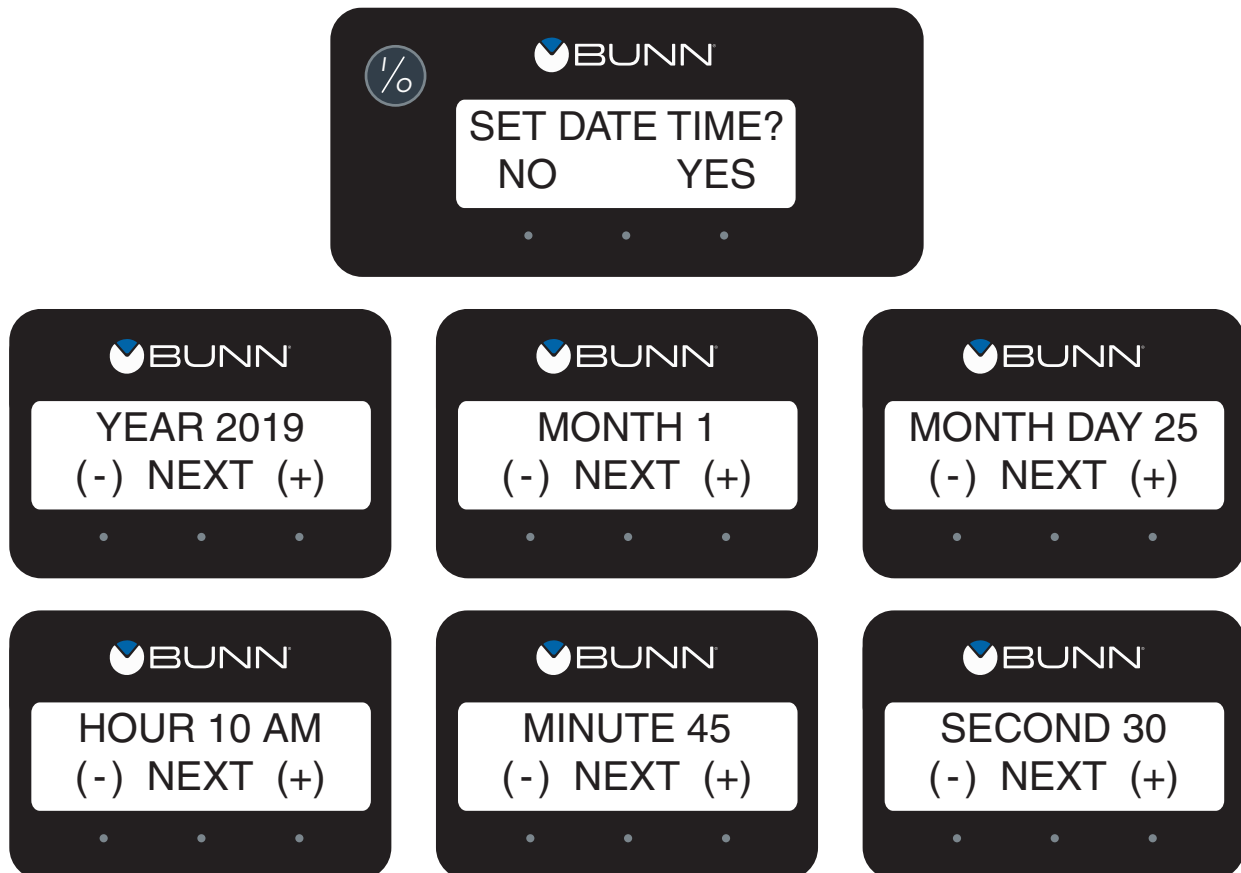 I/O
BUNN
SET DATE TIME?
NO YES
BUNN
YEAR 2019
(-) NEXT (+)
BUNN
MONTH 1
(-) NEXT (+)
BUNN
MONTH DAY 25
(-) NEXT (+)
BUNN
HOUR 10 AM
(-) NEXT (+)
BUNN
MINUTE 45
(-) NEXT (+)
BUNN
SECOND 30
(-) NEXT (+)